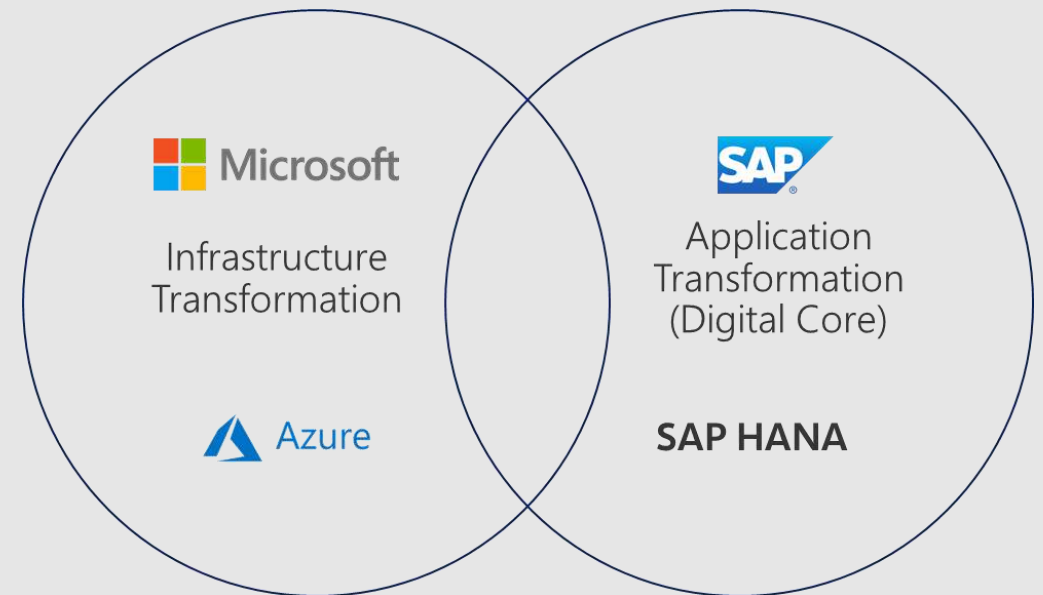 Microsoft
Infrastructure
Transformation
Azure
SAP
®
Application
Transformation
(Digital Core)
SAP HANA